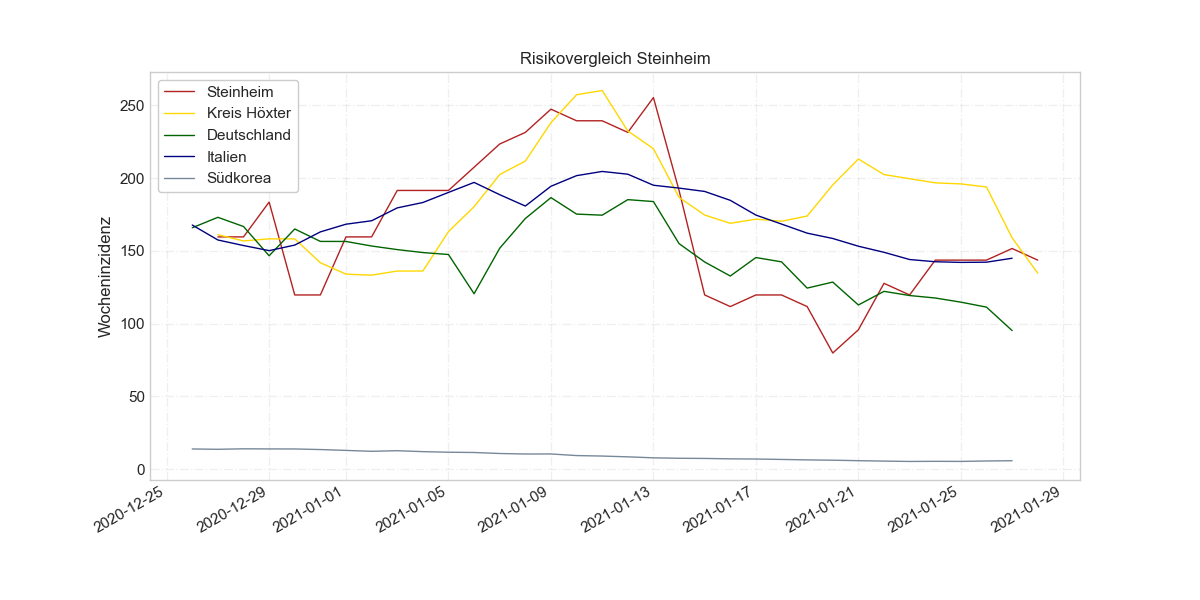 Risikovergleich Steinheim
Steinheim
Kreis Höxter
Deutschland
Italien
Südkorea
Wocheninzidenz
250
200
150
100
50
0
2020-12-25
2020-12-29
2021-01-01
2021-01-05
2021-01-09
2021-01-13
2021-01-17
2021-01-21
2021-01-25
2021-01-29